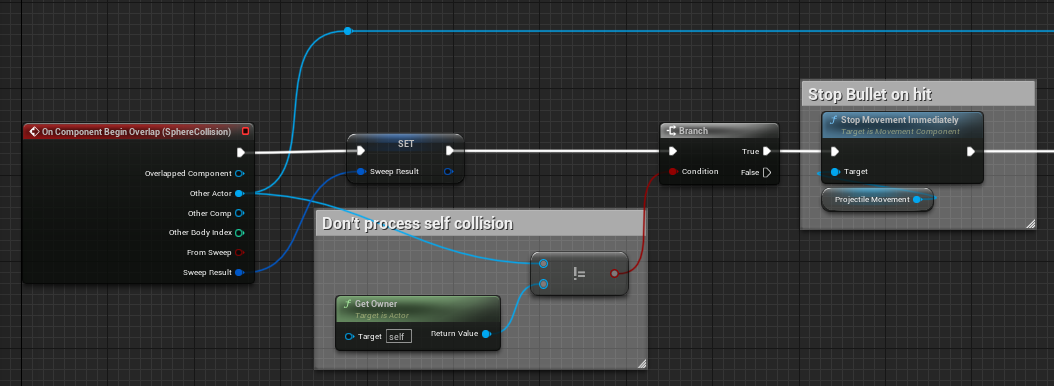 On Component Begin Overlap (SphereCollision)
Overlapped Component
Other Actor
Other Comp
Other Body Index
From Sweep
Sweep Result
SET
Sweep Result
Don't process self collision
!=
Get Owner
Target is Actor
Target self
Return Value
Branch
True
Condition
False
Stop Bullet on hit
f Stop Movement Immediately
Target is Movement Component
Target
Projectile Movement